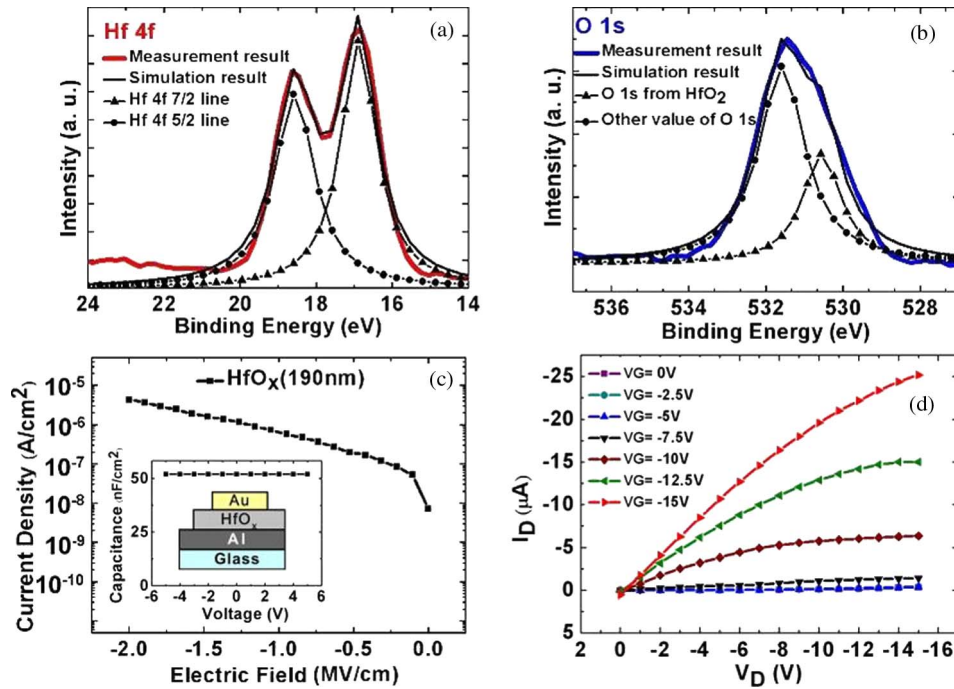 Hf 4f
(a)
Measurement result
Simulation result
Hf 4f 7/2 line
Hf 4f 5/2 line
Intensity (a. u.)
24 22 20 18 16 14
Binding Energy (eV)
O 1s
(b)
Measurement result
Simulation result
O 1s from HfO2
Other value of O 1s
Intensity (a. u.)
536 534 532 530 528
Binding Energy (eV)
HfOX(190nm)
(c)
Current Density (A/cm2)
10-5
10-6
10-7
10-8
10-9
10-10
Capacitance nF/cm2,
50
25
0
Au
HfOx
Al
Glass
-6 -4 -2 0 2 4 6
Voltage (V)
-2.0 -1.5 -1.0 -0.5 0.0
Electric Field (MV/cm)
(d)
VG= 0V
VG= -2.5V
VG= -5V
VG= -7.5V
VG= -10V
VG= -12.5V
VG= -15V
ID (μA)
-25
-20
-15
-10
-5
0
5
2 0 -2 -4 -6 -8 -10 -12 -14 -16
VD (V)